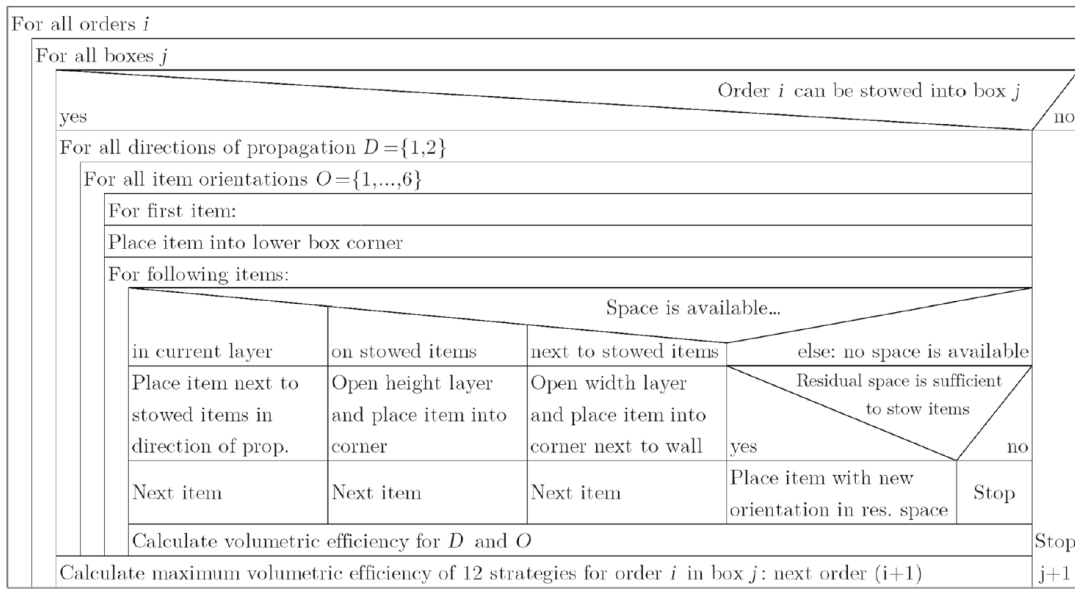 For all orders i
For all boxes j
Order i can be stowed into box j
yes
no
For all directions of propagation D={1,2}
For all item orientations O={1,...,6}
For first item:
Place item into lower box corner
For following items:
Space is available...
in current layer
on stowed items
next to stowed items
else: no space is available
Place item next to
stowed items in
direction of prop.
Open height layer
and place item into
corner
Open width layer
and place item into
corner next to wall
Residual space is sufficient
to stow items
yes
no
Next item
Next item
Next item
Place item with new
orientation in res. space
Stop
Calculate volumetric efficiency for D and O
Stop
Calculate maximum volumetric efficiency of 12 strategies for order i in box j: next order (i+1)
j+1